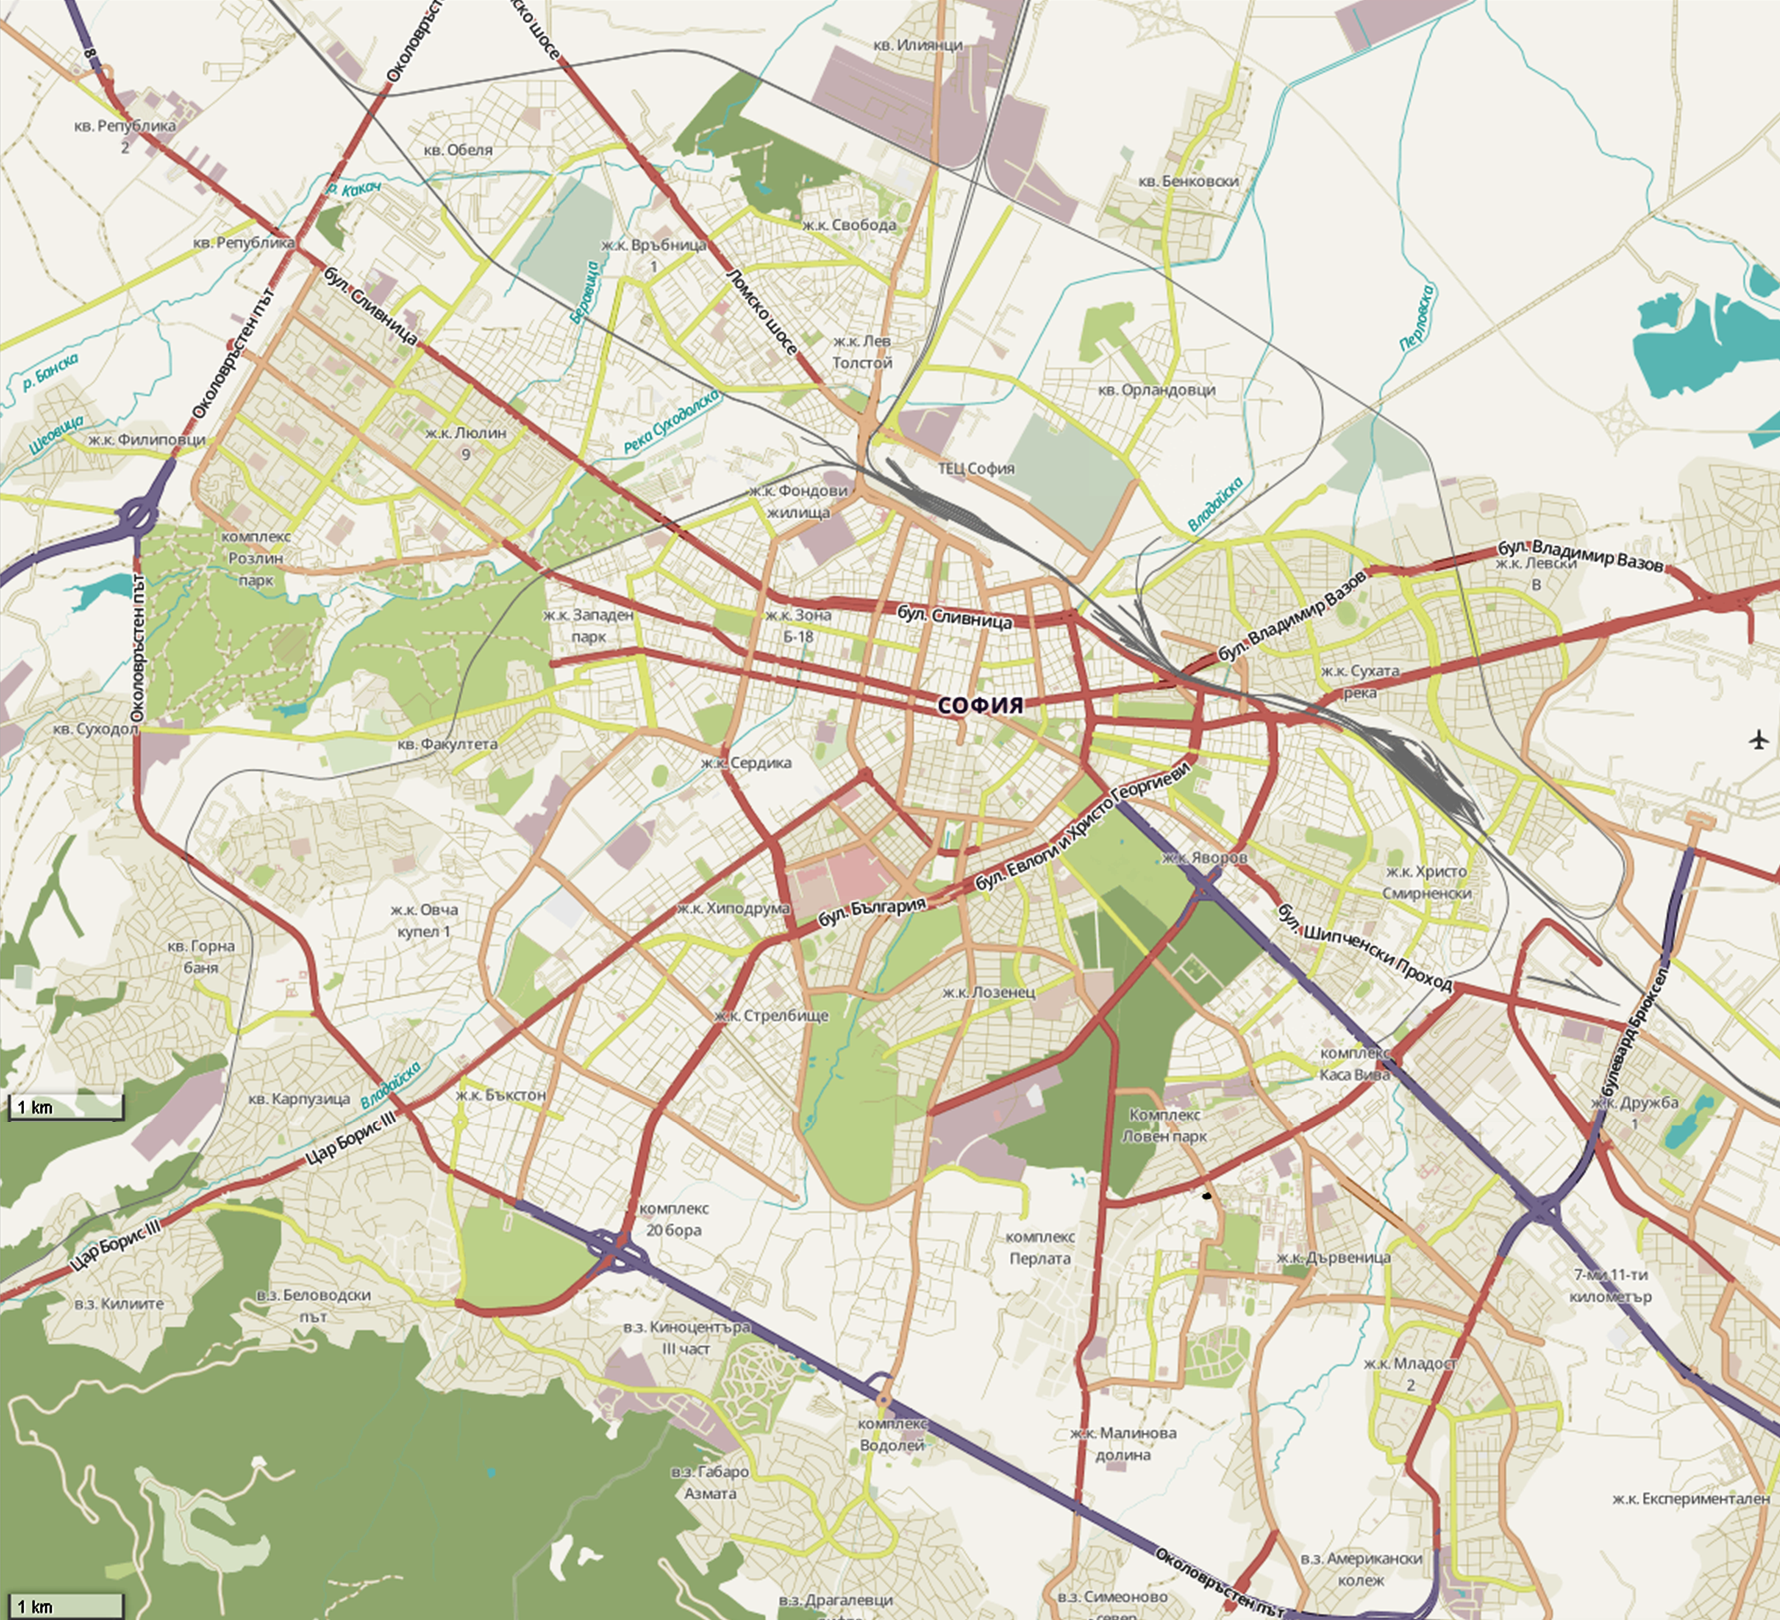 Околовръст
ско шосе
кв. Илиянци
8
кв. Република
2
кв. Обеля
р. Какач
кв. Бенковски
кв. Република
ж.к. Свобода
ж.к. Връбница
1
бул. Сливница
Беравица
Ломско шосе
Околовръстен път
Перловска
ж.к. Лев
Толстой
р. Банска
кв. Орландовци
Река Суходолска
Шеовица
ж.к. Филиповци
ж.к. Люлин
9
ТЕЦ София
ж.к. Фондови
жилища
Владайска
комплекс
Розлин
парк
бул. Владимир Вазов
ж.к. Левски
В
бул. Владимир Вазов
Околовръстен път
ж.к. Западен
парк
ж.к. Зона
Б-18
бул. Сливница
ж.к. Сухата
река
СОФИЯ
кв. Суходол
кв. Факултета
ж.к. Сердика
бул. Евлоги и Христо Георгиеви
ж.к. Яворов
ж.к. Христо
Смирненски
ж.к. Овча
купел 1
ж.к. Хиподрума
бул. България
бул. Шипченски Проход
кв. Горна
баня
ж.к. Лозенец
ж.к. Стрелбище
булевард Брюксел
комплекс
Каса Вива
1 km
кв. Карпузица
Владайска
ж.к. Бъкстон
ж.к. Дружба
1
Комплекс
Ловен парк
Цар Борис III
Цар Борис III
комплекс
20 бора
комплекс
Перлата
ж.к. Дървеница
7-ми 11-ти
километър
в.з. Килиите
в.з. Беловодски
път
в.з. Киноцентъра
III част
ж.к. Младост
2
комплекс
Водолей
ж.к. Малинова
долина
в.з. Габаро
Азмата
ж.к. Експериментален
Околовръстен път
в.з. Американски
колеж
1 km
в.з. Драгалевци
в.з. Симеоново
север